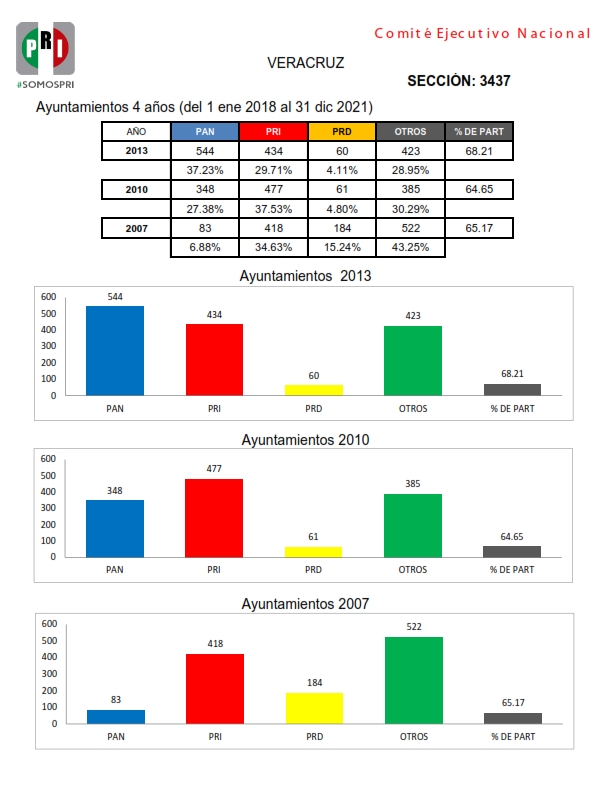 Comité Ejecutivo Nacional
PRI
#SOMOSPRI
VERACRUZ
SECCIÓN: 3437
Ayuntamientos 4 años (del 1 ene 2018 al 31 dic 2021)
AÑO PAN PRI PRD OTROS % DE PART
2013 544 434 60 423 68.21
37.23% 29.71% 4.11% 28.95%
2010 348 477 61 385 64.65
27.38% 37.53% 4.80% 30.29%
2007 83 418 184 522 65.17
6.88% 34.63% 15.24% 43.25%
Ayuntamientos 2013
600
500
400
300
200
100
0
544 434 60 423 68.21
PAN PRI PRD OTROS % DE PART
Ayuntamientos 2010
600
500
400
300
200
100
0
348 477 61 385 64.65
PAN PRI PRD OTROS % DE PART
Ayuntamientos 2007
600
500
400
300
200
100
0
83 418 184 522 65.17
PAN PRI PRD OTROS % DE PART